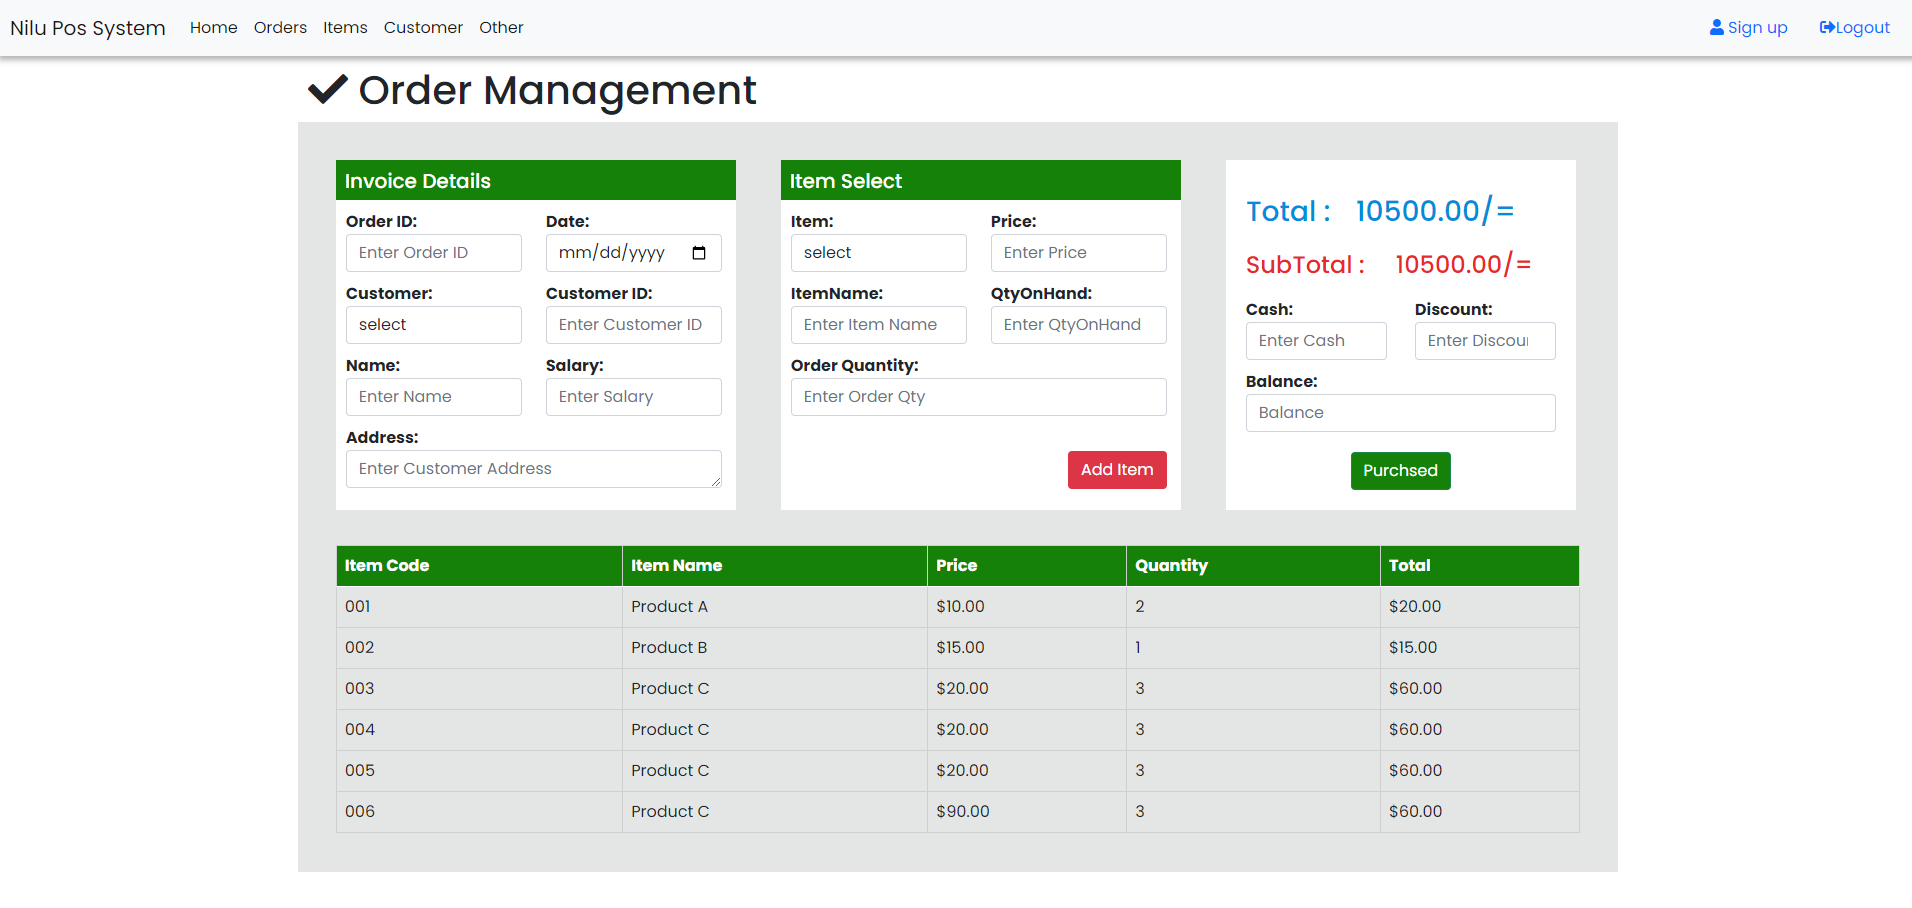 Nilu Pos System Home Orders Items Customer Other Sign up Logout
Order Management
Invoice Details
Order ID: Date:
Enter Order ID mm/dd/yyyy
Customer: Customer ID:
select Enter Customer ID
Name: Salary:
Enter Name Enter Salary
Address:
Enter Customer Address
Item Select
Item: Price:
select Enter Price
ItemName: QtyOnHand:
Enter Item Name Enter QtyOnHand
Order Quantity:
Enter Order Qty
Add Item
Total : 10500.00/=
SubTotal : 10500.00/=
Cash: Discount:
Enter Cash Enter Discou
Balance:
Balance
Purchsed
Item Code Item Name Price Quantity Total
001 Product A $10.00 2 $20.00
002 Product B $15.00 1 $15.00
003 Product C $20.00 3 $60.00
004 Product C $20.00 3 $60.00
005 Product C $20.00 3 $60.00
006 Product C $90.00 3 $60.00